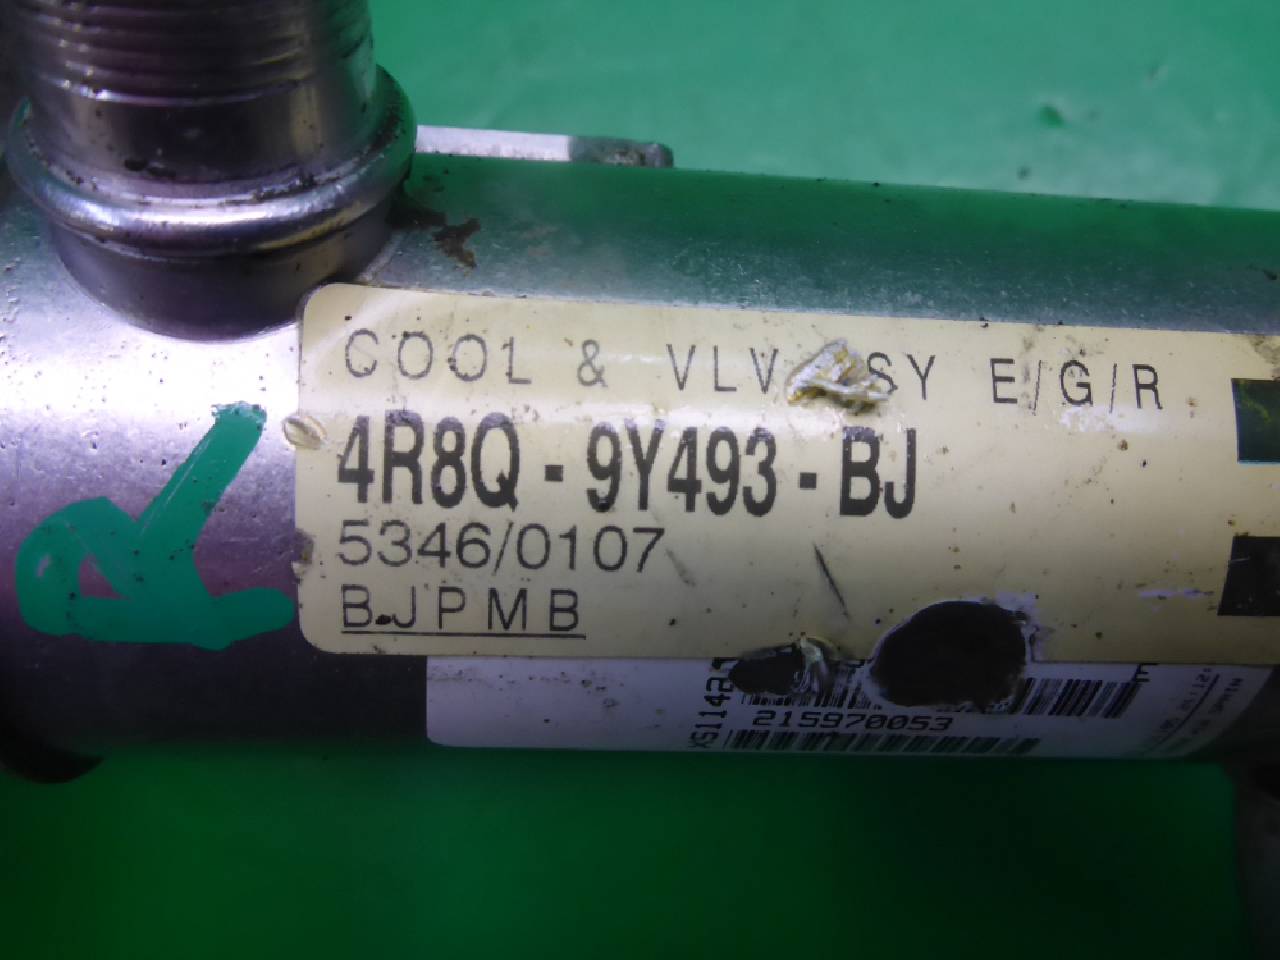 COOL & VLV SY E/G/R
4R8Q - 9Y493 - BJ
5346/0107
BJPMB
215970053